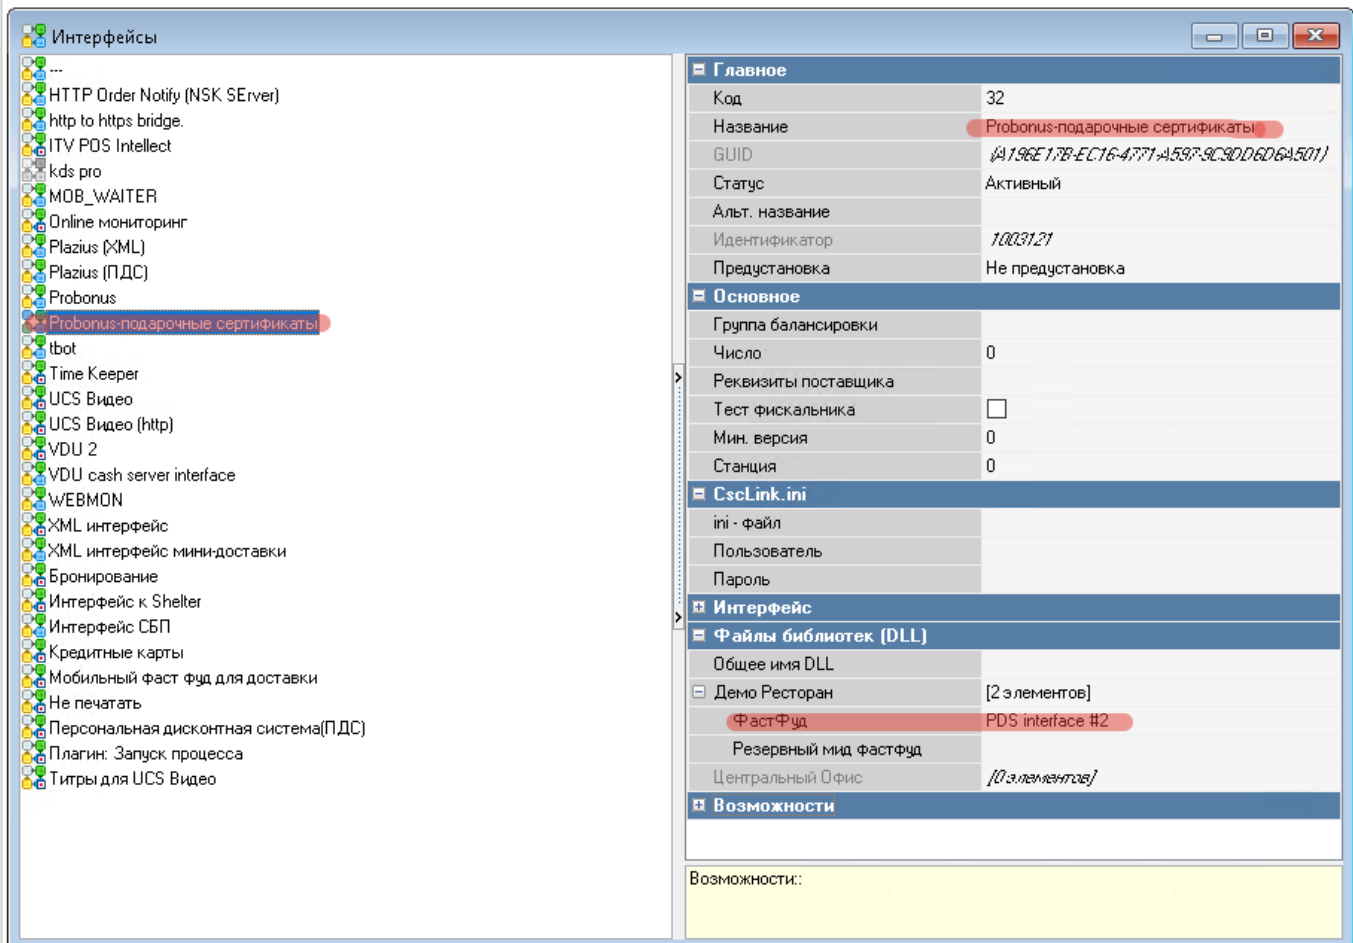 Интерфейсы
---
HTTP Order Notify (NSK SErver)
http to https bridge.
ITV POS Intellect
kds pro
MOB_WAITER
Online мониторинг
Plazius (XML)
Plazius (ПДС)
Probonus
Probonus-подарочные сертификаты
tbot
Time Keeper
UCS Видео
UCS Видео (http)
VDU 2
VDU cash server interface
WEBMON
XML интерфейс
XML интерфейс мини-доставки
Бронирование
Интерфейс к Shelter
Интерфейс СБП
Кредитные карты
Мобильный фаст фуд для доставки
Не печатать
Персональная дисконтная система(ПДС)
Плагин: Запуск процесса
Титры для UCS Видео
Главное
Код 32
Название Probonus-подарочные сертификаты
GUID {A196E17B-EC16-4771-A597-9C9DD6D6A501}
Статус Активный
Альт. название
Идентификатор 1003121
Предустановка Не предустановка
Основное
Группа балансировки
Число 0
Реквизиты поставщика
Тест фискальника
Мин. версия 0
Станция 0
CscLink.ini
ini - файл
Пользователь
Пароль
Интерфейс
Файлы библиотек (DLL)
Общее имя DLL
Демо Ресторан [2 элементов]
ФастФуд PDS interface #2
Резервный мид фастфуд
Центральный Офис [0 элементов]
Возможности
Возможности::